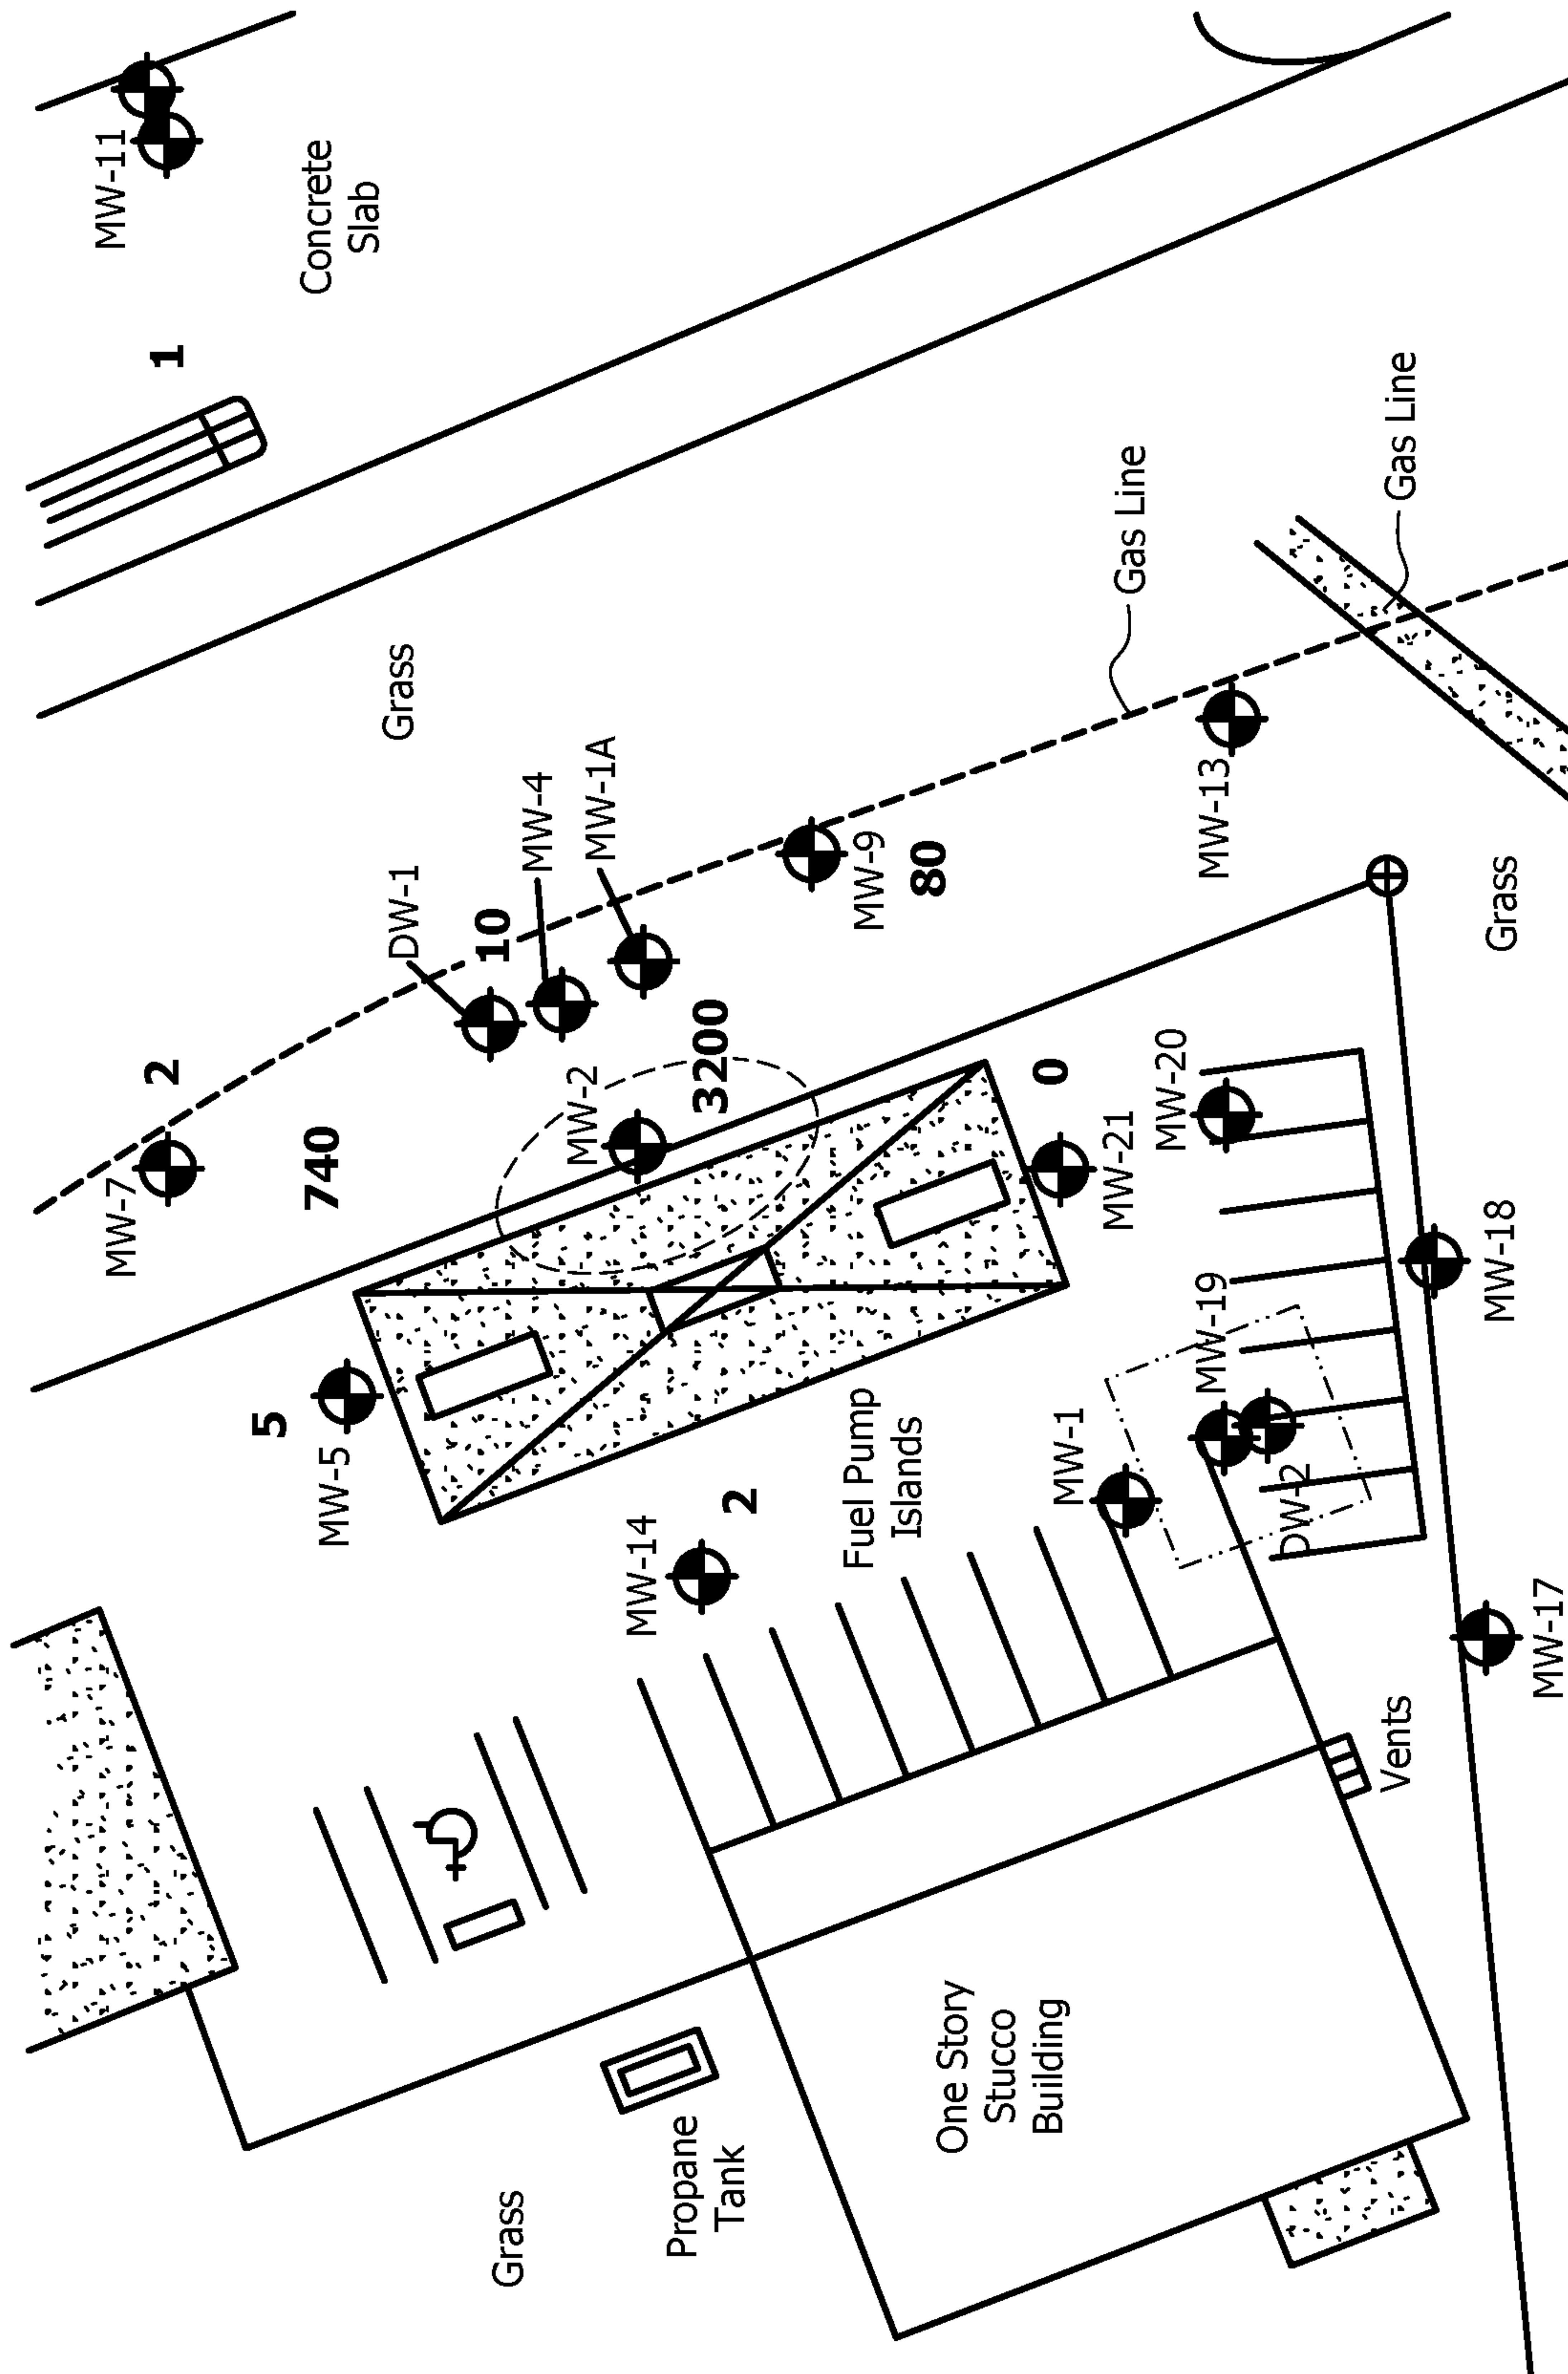 MW-11
MW-7
2
1
5
Concrete
Slab
740
MW-5
Grass
DW-1
10
Grass
MW-4
MW-2
MW-1A
MW-14
Propane
Tank
3200
2
Fuel Pump
Islands
MW-9
80
One Story
Stucco
Building
0
MW-1
MW-21
Gas Line
MW-20
MW-19
MW-13
DW-2
Vents
Gas Line
MW-18
Grass
MW-17